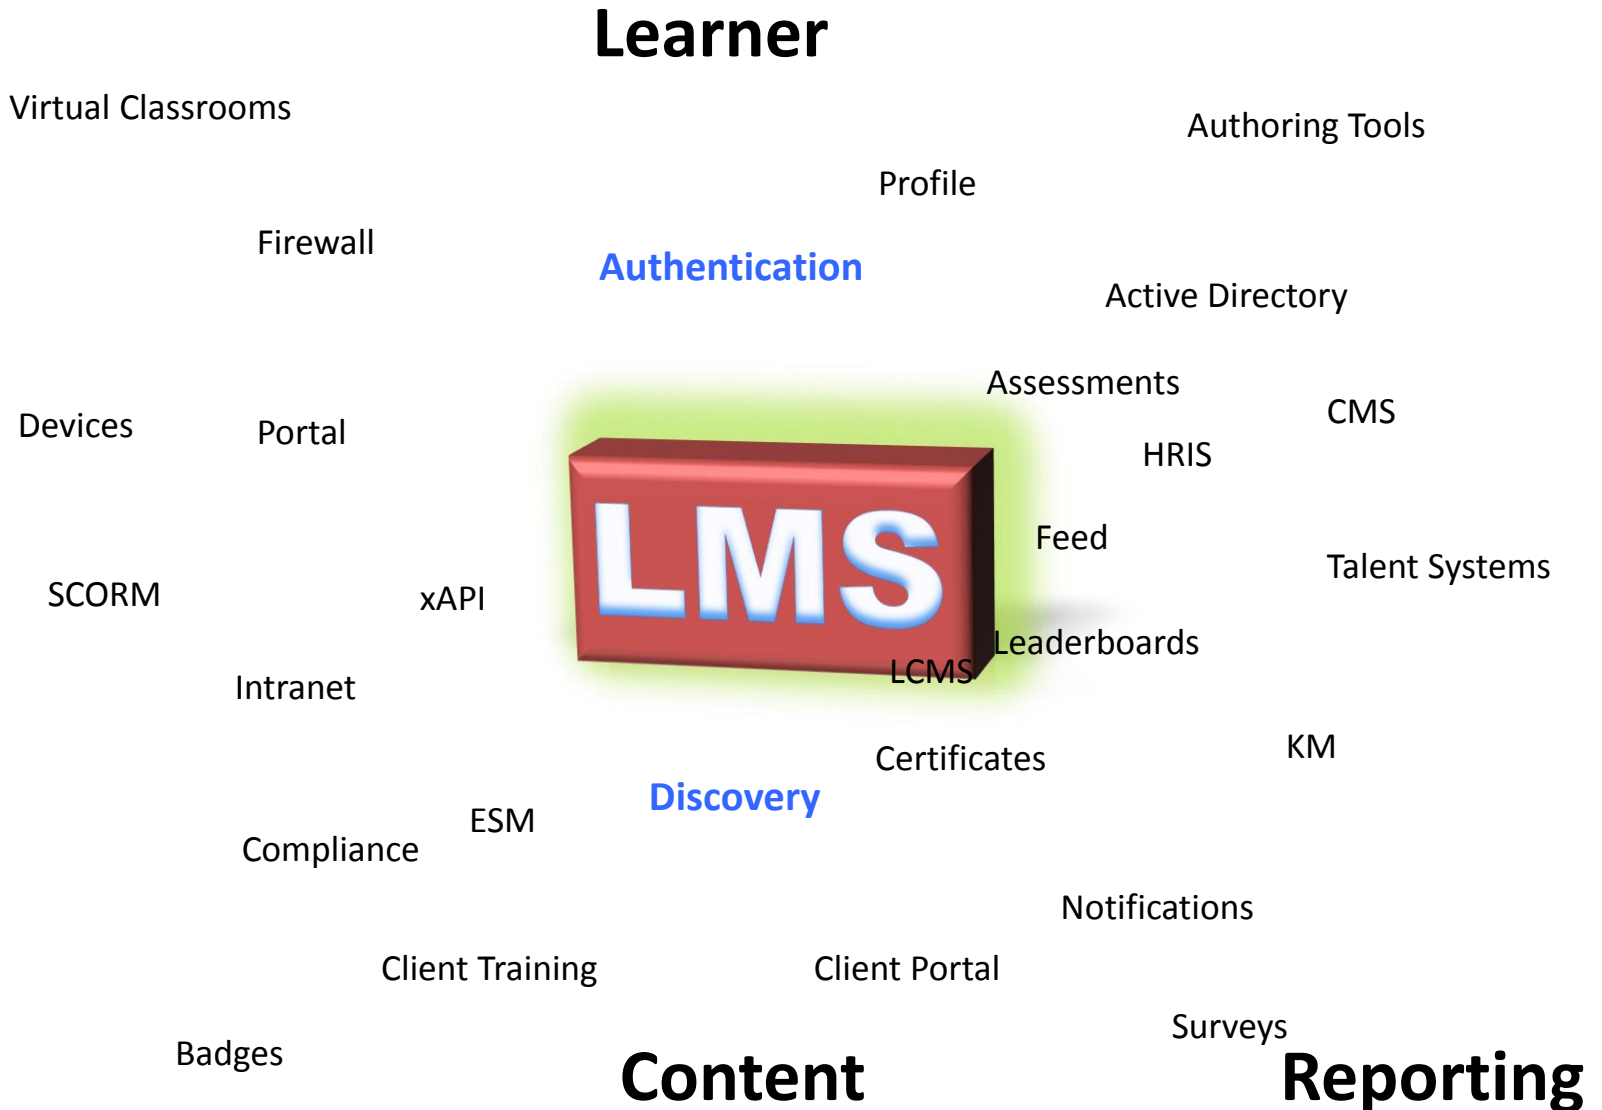 Learner
Virtual Classrooms
Authoring Tools
Profile
Firewall
Authentication
Active Directory
Assessments
CMS
Devices
Portal
HRIS
LMS
Feed
Talent Systems
SCORM
xAPI
Leaderboards
LCMS
Intranet
KM
Certificates
Discovery
ESM
Compliance
Notifications
Client Training
Client Portal
Surveys
Badges
Content
Reporting